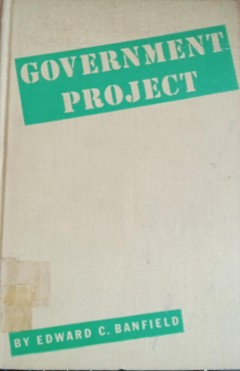 GOVERNMENT
PROJECT
BY EDWARD C. BANFIELD